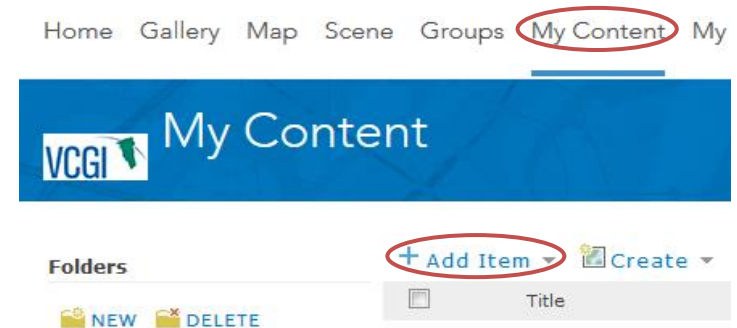 Home Gallery Map Scene Groups My Content My
VCGI My Content
Folders
+ Add Item Create
Title
NEW DELETE